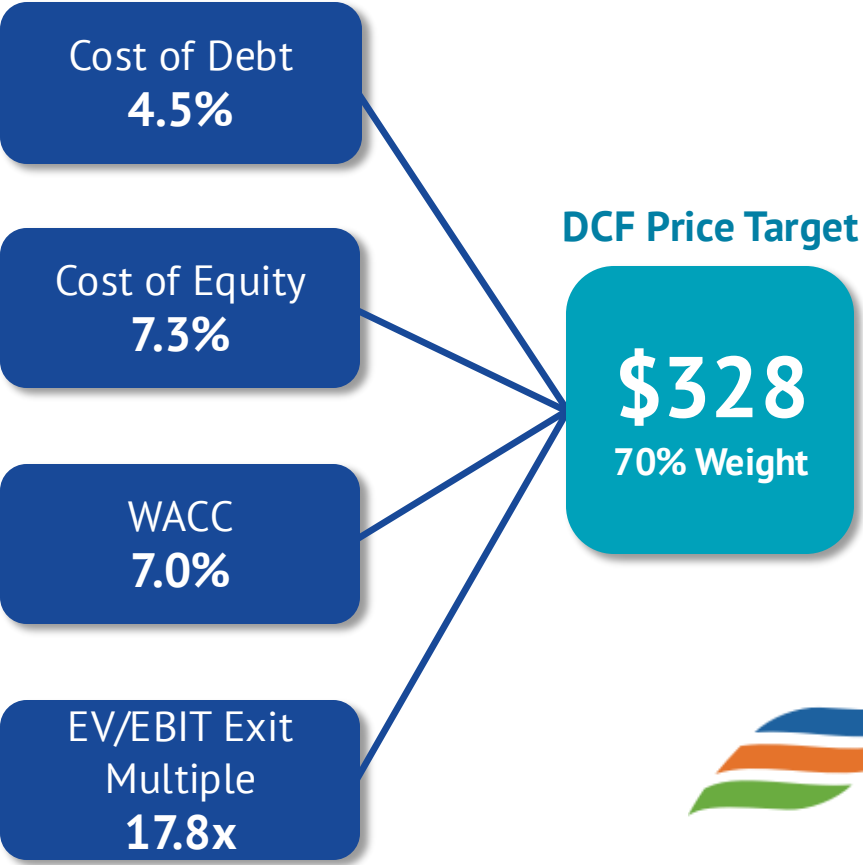 Cost of Debt
4.5%
Cost of Equity
7.3%
WACC
7.0%
EV/EBIT Exit
Multiple
17.8x
DCF Price Target
$328
70% Weight